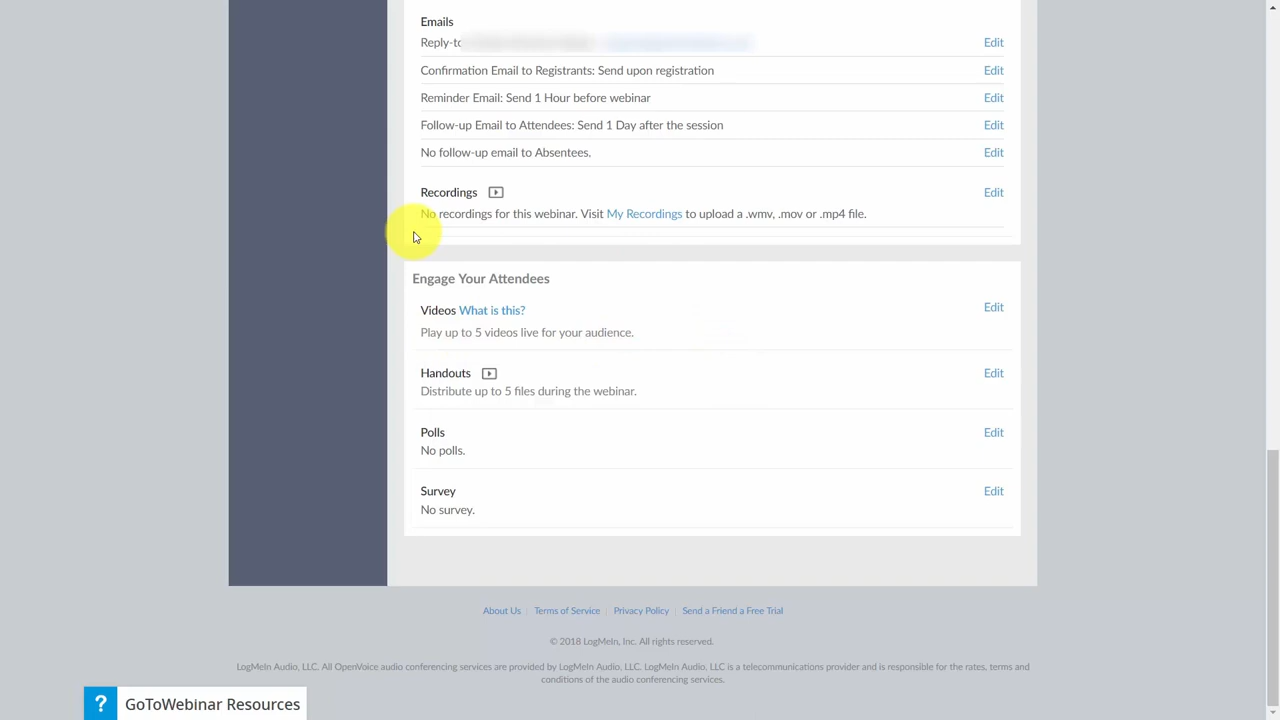 Emails
Reply-to
Edit
Confirmation Email to Registrants: Send upon registration
Edit
Reminder Email: Send 1 Hour before webinar
Edit
Follow-up Email to Attendees: Send 1 Day after the session
Edit
No follow-up email to Absentees.
Edit
Recordings
Edit
No recordings for this webinar. Visit My Recordings to upload a .wmv, .mov or .mp4 file.
Engage Your Attendees
Videos What is this?
Edit
Play up to 5 videos live for your audience.
Handouts
Edit
Distribute up to 5 files during the webinar.
Polls
Edit
No polls.
Survey
Edit
No survey.
About Us | Terms of Service | Privacy Policy | Send a Friend a Free Trial
© 2018 LogMeIn, Inc. All rights reserved.
LogMeIn Audio, LLC. All OpenVoice audio conferencing services are provided by LogMeIn Audio, LLC. LogMeIn Audio, LLC is a telecommunications provider and is responsible for the rates, terms and
conditions of the audio conferencing services.
? GoToWebinar Resources